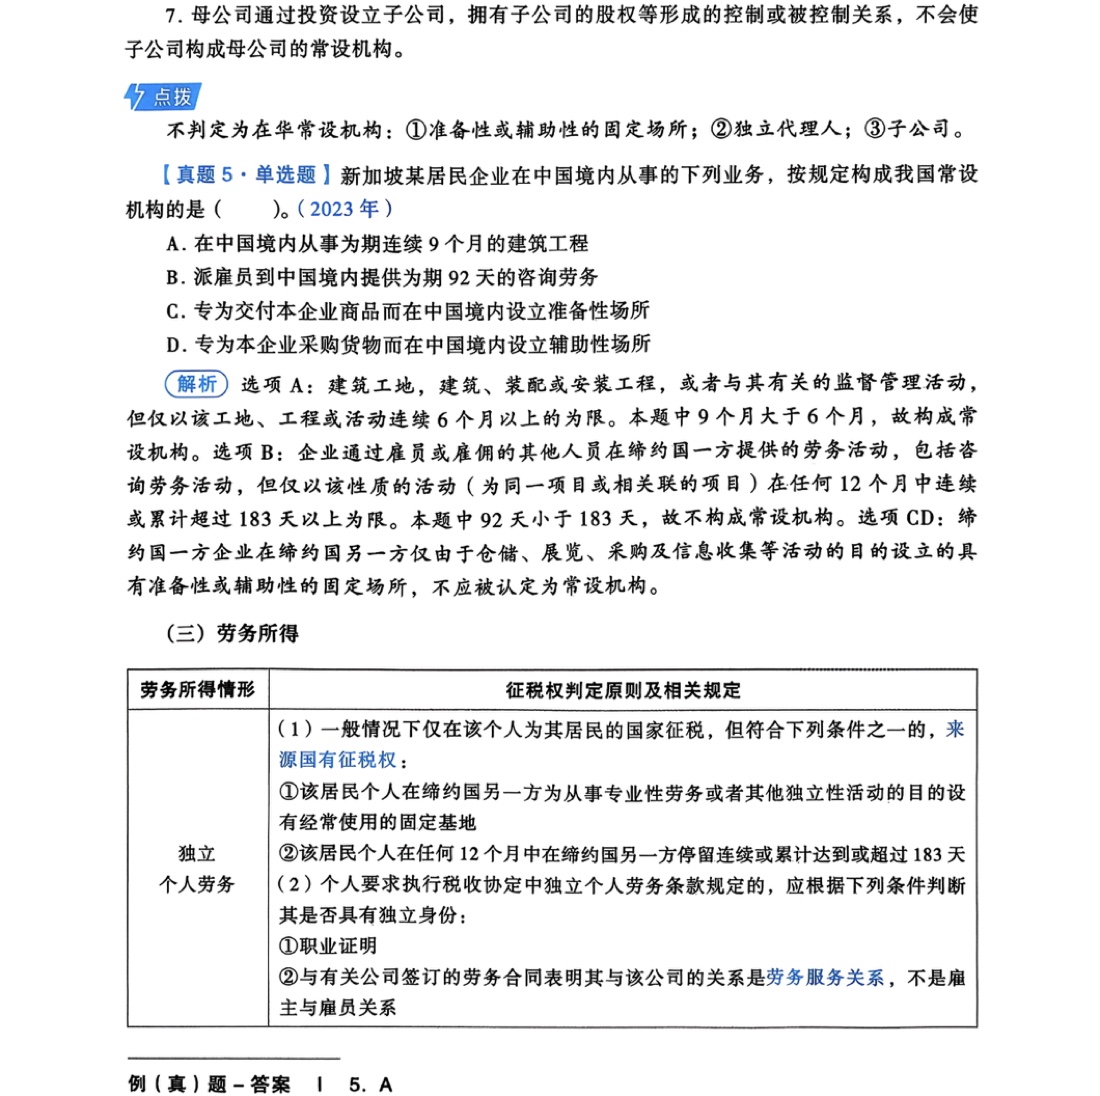 7. 母公司通过投资设立子公司，拥有子公司的股权等形成的控制或被控制关系，不会使
子公司构成母公司的常设机构。
点拨
不判定为在华常设机构：①准备性或辅助性的固定场所；②独立代理人；③子公司。
【真题5·单选题】新加坡某居民企业在中国境内从事的下列业务，按规定构成我国常设
机构的是（　　）。（2023年）
A. 在中国境内从事为期连续9个月的建筑工程
B. 派雇员到中国境内提供为期92天的咨询劳务
C. 专为交付本企业商品而在中国境内设立准备性场所
D. 专为本企业采购货物而在中国境内设立辅助性场所
解析 选项A：建筑工地，建筑、装配或安装工程，或者与其有关的监督管理活动，
但仅以该工地、工程或活动连续6个月以上的为限。本题中9个月大于6个月，故构成常
设机构。选项B：企业通过雇员或雇佣的其他人员在缔约国一方提供的劳务活动，包括咨
询劳务活动，但仅以该性质的活动（为同一项目或相关联的项目）在任何12个月中连续
或累计超过183天以上为限。本题中92天小于183天，故不构成常设机构。选项CD：缔
约国一方企业在缔约国另一方仅由于仓储、展览、采购及信息收集等活动的目的设立的具
有准备性或辅助性的固定场所，不应被认定为常设机构。
（三）劳务所得
劳务所得情形 征税权判定原则及相关规定
独立
个人劳务
（1）一般情况下仅在该个人为其居民的国家征税，但符合下列条件之一的，来
源国有征税权：
①该居民个人在缔约国另一方为从事专业性劳务或者其他独立性活动的目的设
有经常使用的固定基地
②该居民个人在任何12个月中在缔约国另一方停留连续或累计达到或超过183天
（2）个人要求执行税收协定中独立个人劳务条款规定的，应根据下列条件判断
其是否具有独立身份：
①职业证明
②与有关公司签订的劳务合同表明其与该公司的关系是劳务服务关系，不是雇
主与雇员关系
例（真）题－答案 | 5. A